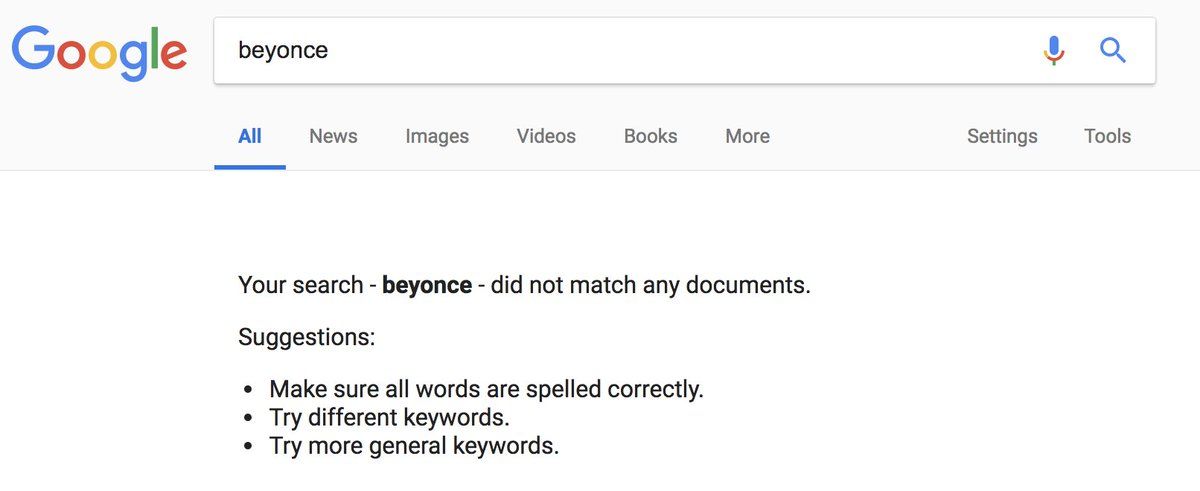 Google
beyonce
All News Images Videos Books More Settings Tools
Your search - beyonce - did not match any documents.
Suggestions:
• Make sure all words are spelled correctly.
• Try different keywords.
• Try more general keywords.